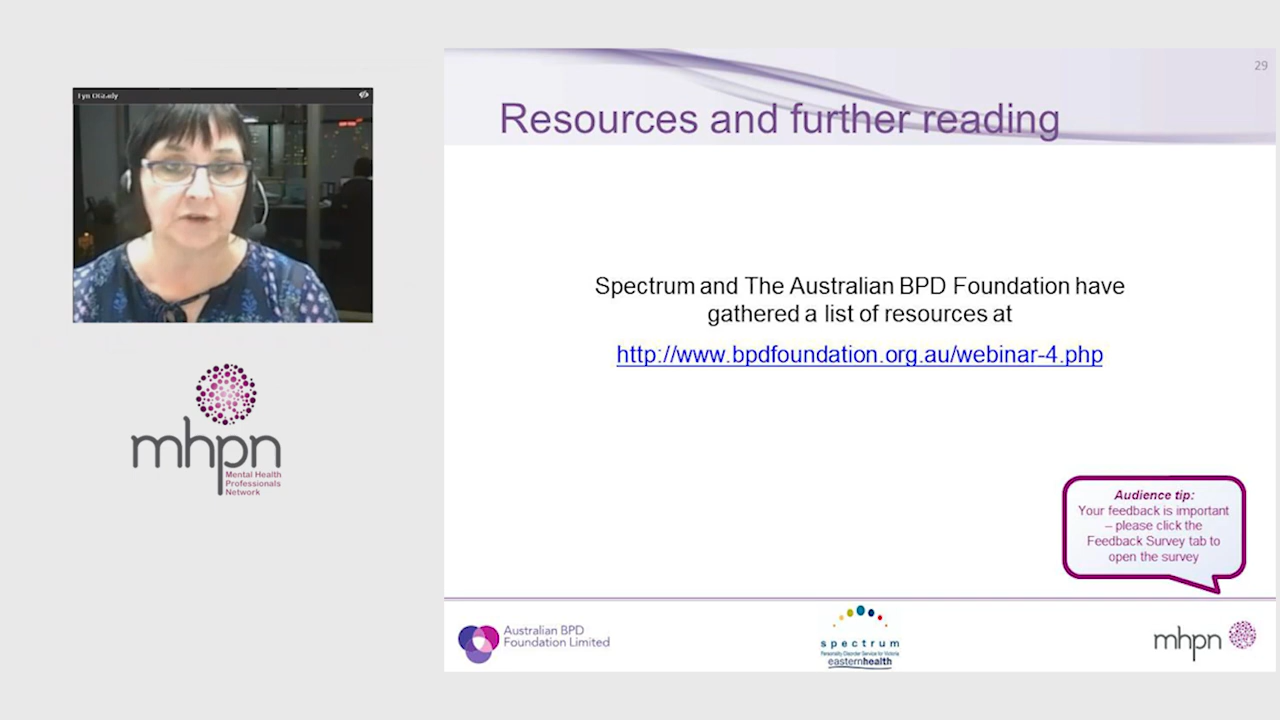 29
Resources and further reading
Spectrum and The Australian BPD Foundation have
gathered a list of resources at
http://www.bpdfoundation.org.au/webinar-4.php
mhpn
Mental Health
Professionals
Network
Audience tip:
Your feedback is important
– please click the
Feedback Survey tab to
open the survey
Australian BPD
Foundation Limited
spectrum
Personality Disorder Service for Victoria
easternhealth
mhpn